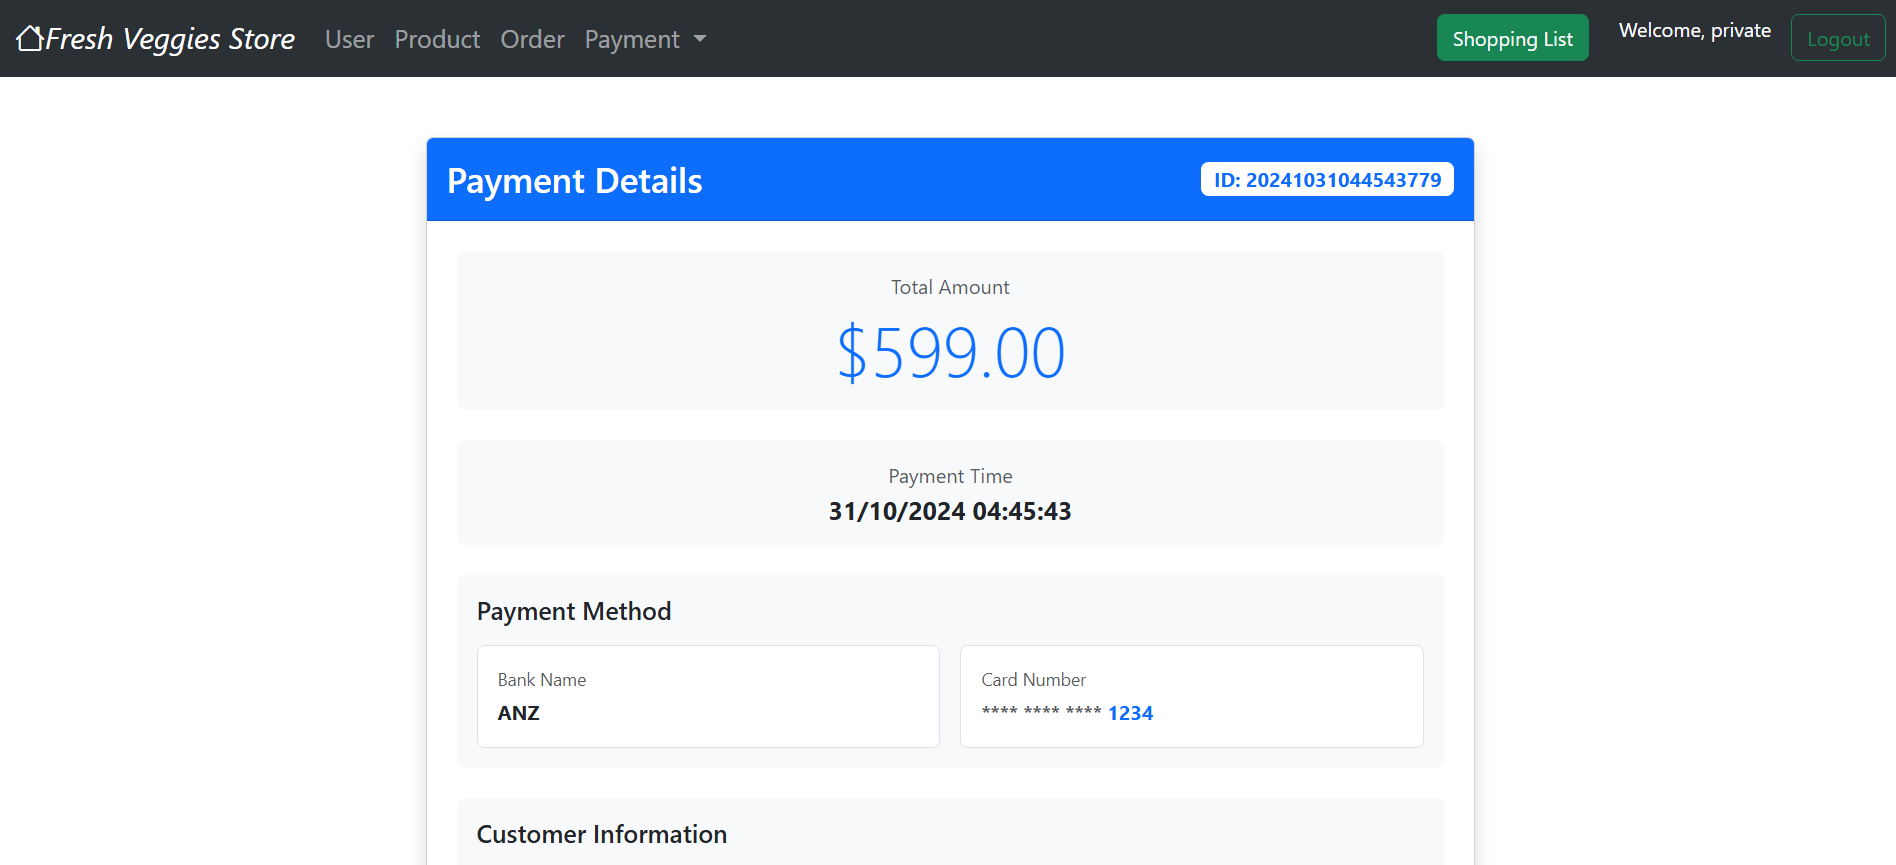 Fresh Veggies Store User Product Order Payment Shopping List Welcome, private Logout
Payment Details ID: 20241031044543779
Total Amount
$599.00
Payment Time
31/10/2024 04:45:43
Payment Method
Bank Name Card Number
ANZ **** **** **** 1234
Customer Information